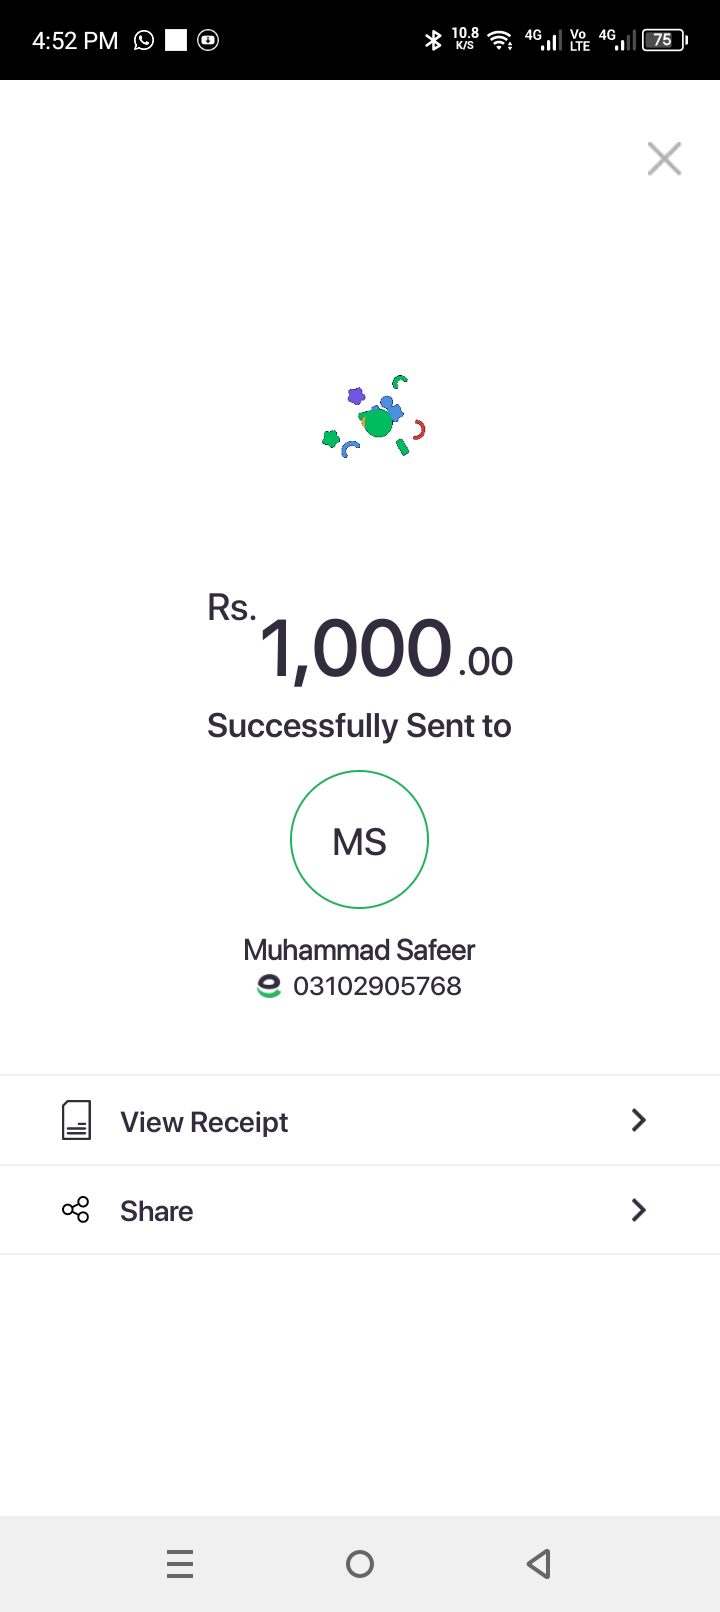 4:52 PM 10.8 K/S 4G Vo LTE 4G 75
Rs. 1,000.00
Successfully Sent to
MS
Muhammad Safeer
03102905768
View Receipt
Share